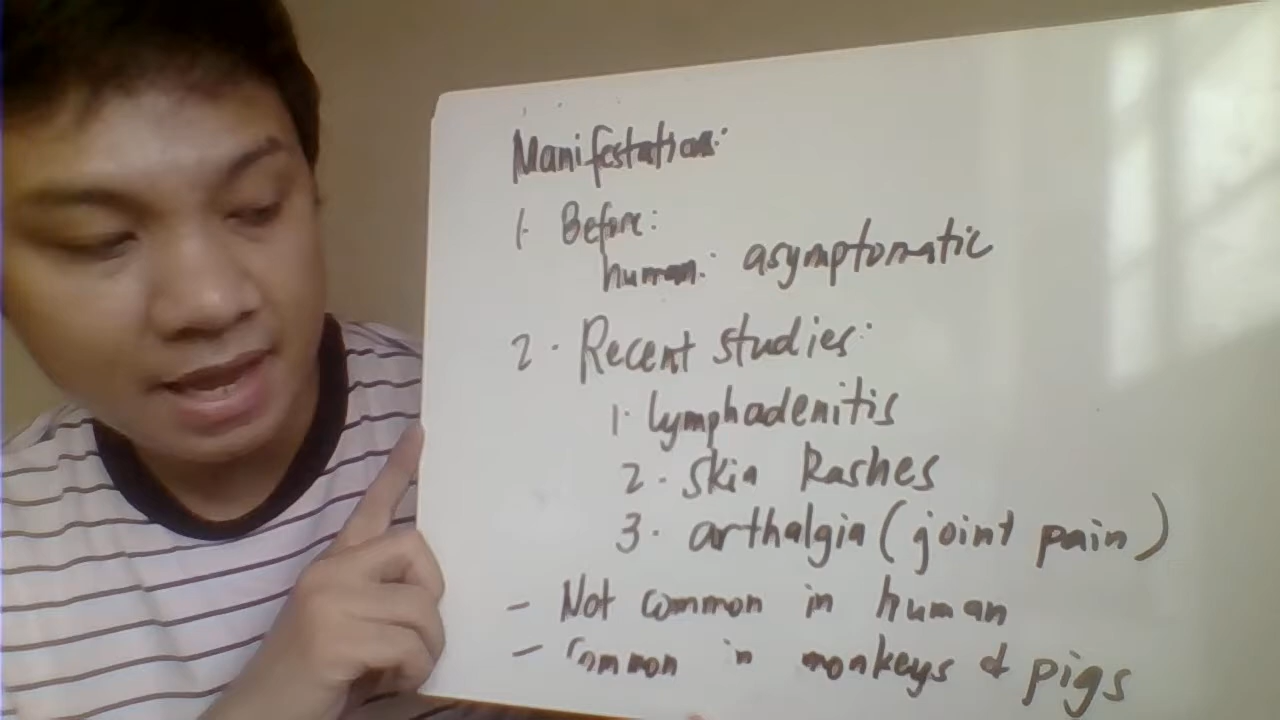 Manifestation:
1. Before:
human: asymptomatic
2. Recent studies:
1. lymphadenitis
2. Skin Rashes
3. arthalgia (joint pain)
- Not common in human
- Common in monkeys & pigs